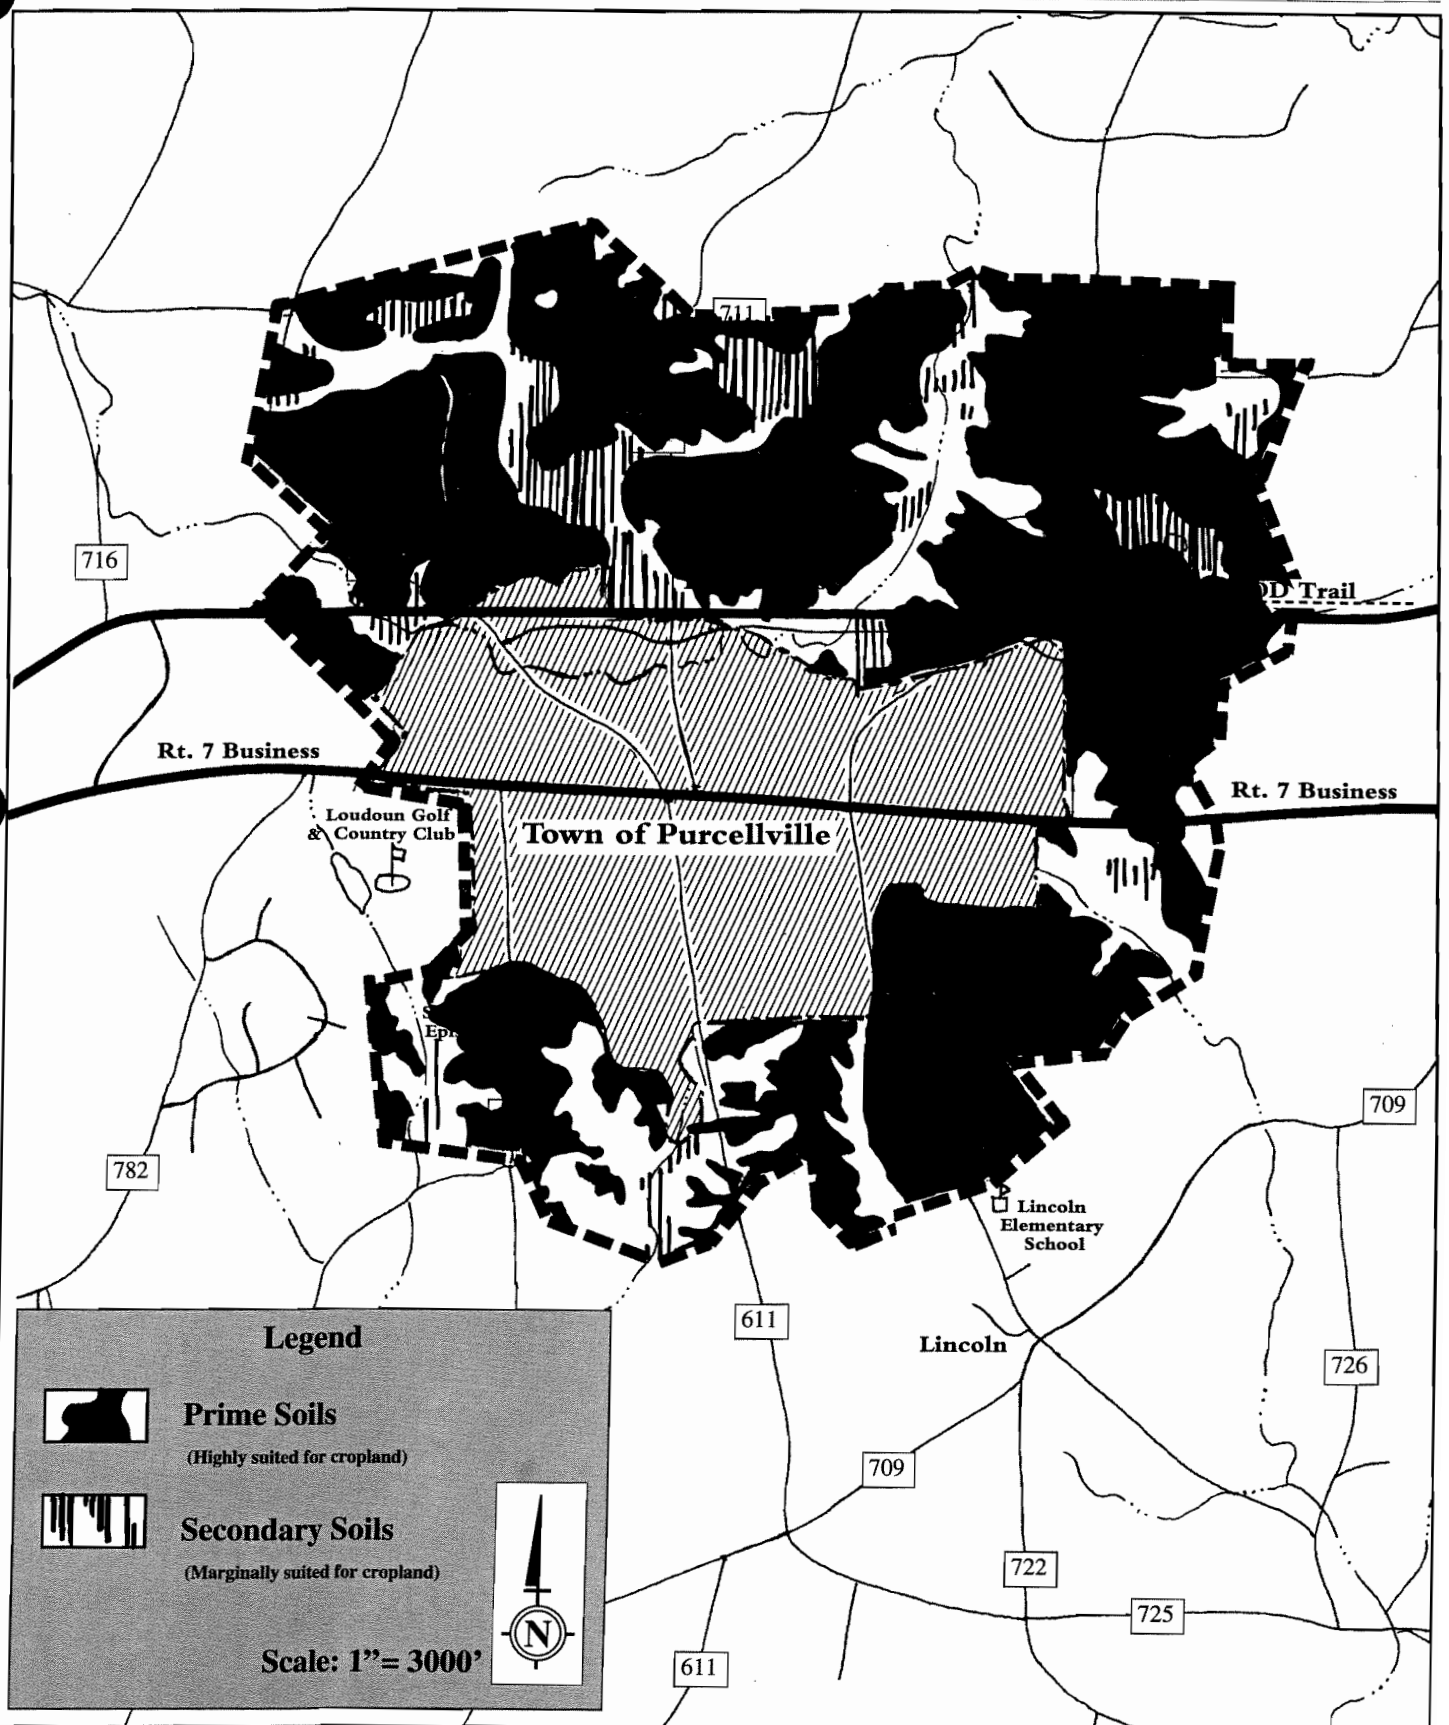 711
716
OD Trail
Rt. 7 Business
Rt. 7 Business
Loudoun Golf
& Country Club
Town of Purcellville
S
Epis
709
782
Lincoln
Elementary
School
611
Lincoln
726
709
722
725
611
Legend
Prime Soils
(Highly suited for cropland)
Secondary Soils
(Marginally suited for cropland)
N
Scale: 1”= 3000’